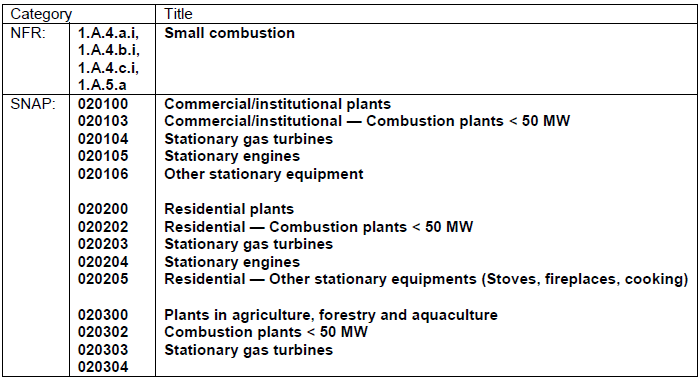 Category Title
NFR: 1.A.4.a.i, Small combustion
1.A.4.b.i,
1.A.4.c.i,
1.A.5.a
SNAP: 020100 Commercial/institutional plants
020103 Commercial/institutional — Combustion plants < 50 MW
020104 Stationary gas turbines
020105 Stationary engines
020106 Other stationary equipment
020200 Residential plants
020202 Residential — Combustion plants < 50 MW
020203 Stationary gas turbines
020204 Stationary engines
020205 Residential — Other stationary equipments (Stoves, fireplaces, cooking)
020300 Plants in agriculture, forestry and aquaculture
020302 Combustion plants < 50 MW
020303 Stationary gas turbines
020304